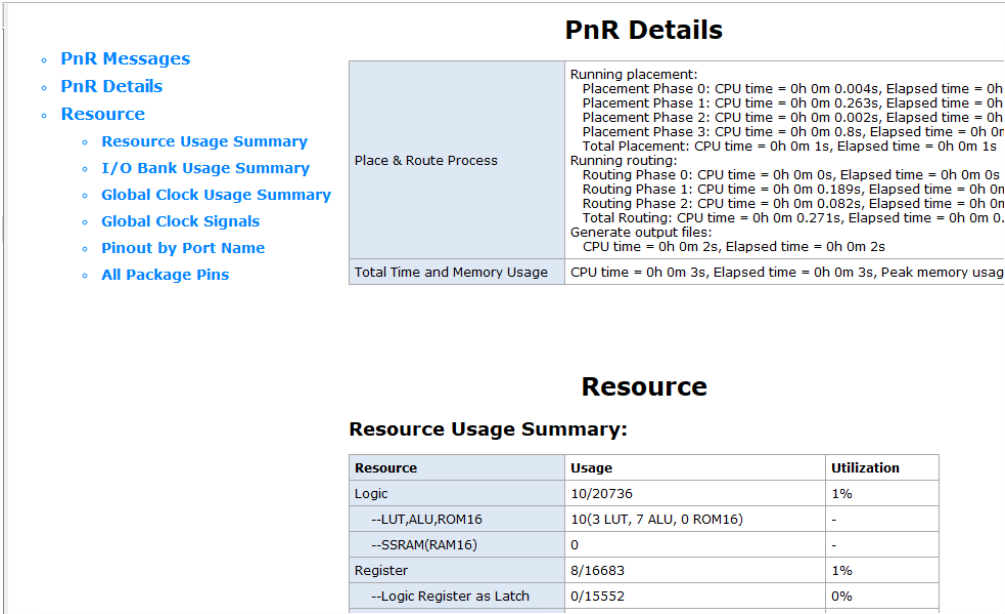 PnR Messages
PnR Details
Resource
Resource Usage Summary
I/O Bank Usage Summary
Global Clock Usage Summary
Global Clock Signals
Pinout by Port Name
All Package Pins
PnR Details
Place & Route Process
Running placement:
Placement Phase 0: CPU time = 0h 0m 0.004s, Elapsed time = 0h
Placement Phase 1: CPU time = 0h 0m 0.263s, Elapsed time = 0h
Placement Phase 2: CPU time = 0h 0m 0.002s, Elapsed time = 0h
Placement Phase 3: CPU time = 0h 0m 0.8s, Elapsed time = 0h 0m
Total Placement: CPU time = 0h 0m 1s, Elapsed time = 0h 0m 1s
Running routing:
Routing Phase 0: CPU time = 0h 0m 0s, Elapsed time = 0h 0m 0s
Routing Phase 1: CPU time = 0h 0m 0.189s, Elapsed time = 0h 0m
Routing Phase 2: CPU time = 0h 0m 0.082s, Elapsed time = 0h 0m
Total Routing: CPU time = 0h 0m 0.271s, Elapsed time = 0h 0m 0.
Generate output files:
CPU time = 0h 0m 2s, Elapsed time = 0h 0m 2s
Total Time and Memory Usage CPU time = 0h 0m 3s, Elapsed time = 0h 0m 3s, Peak memory usag
Resource
Resource Usage Summary:
Resource Usage Utilization
Logic 10/20736 1%
--LUT,ALU,ROM16 10(3 LUT, 7 ALU, 0 ROM16) -
--SSRAM(RAM16) 0 -
Register 8/16683 1%
--Logic Register as Latch 0/15552 0%